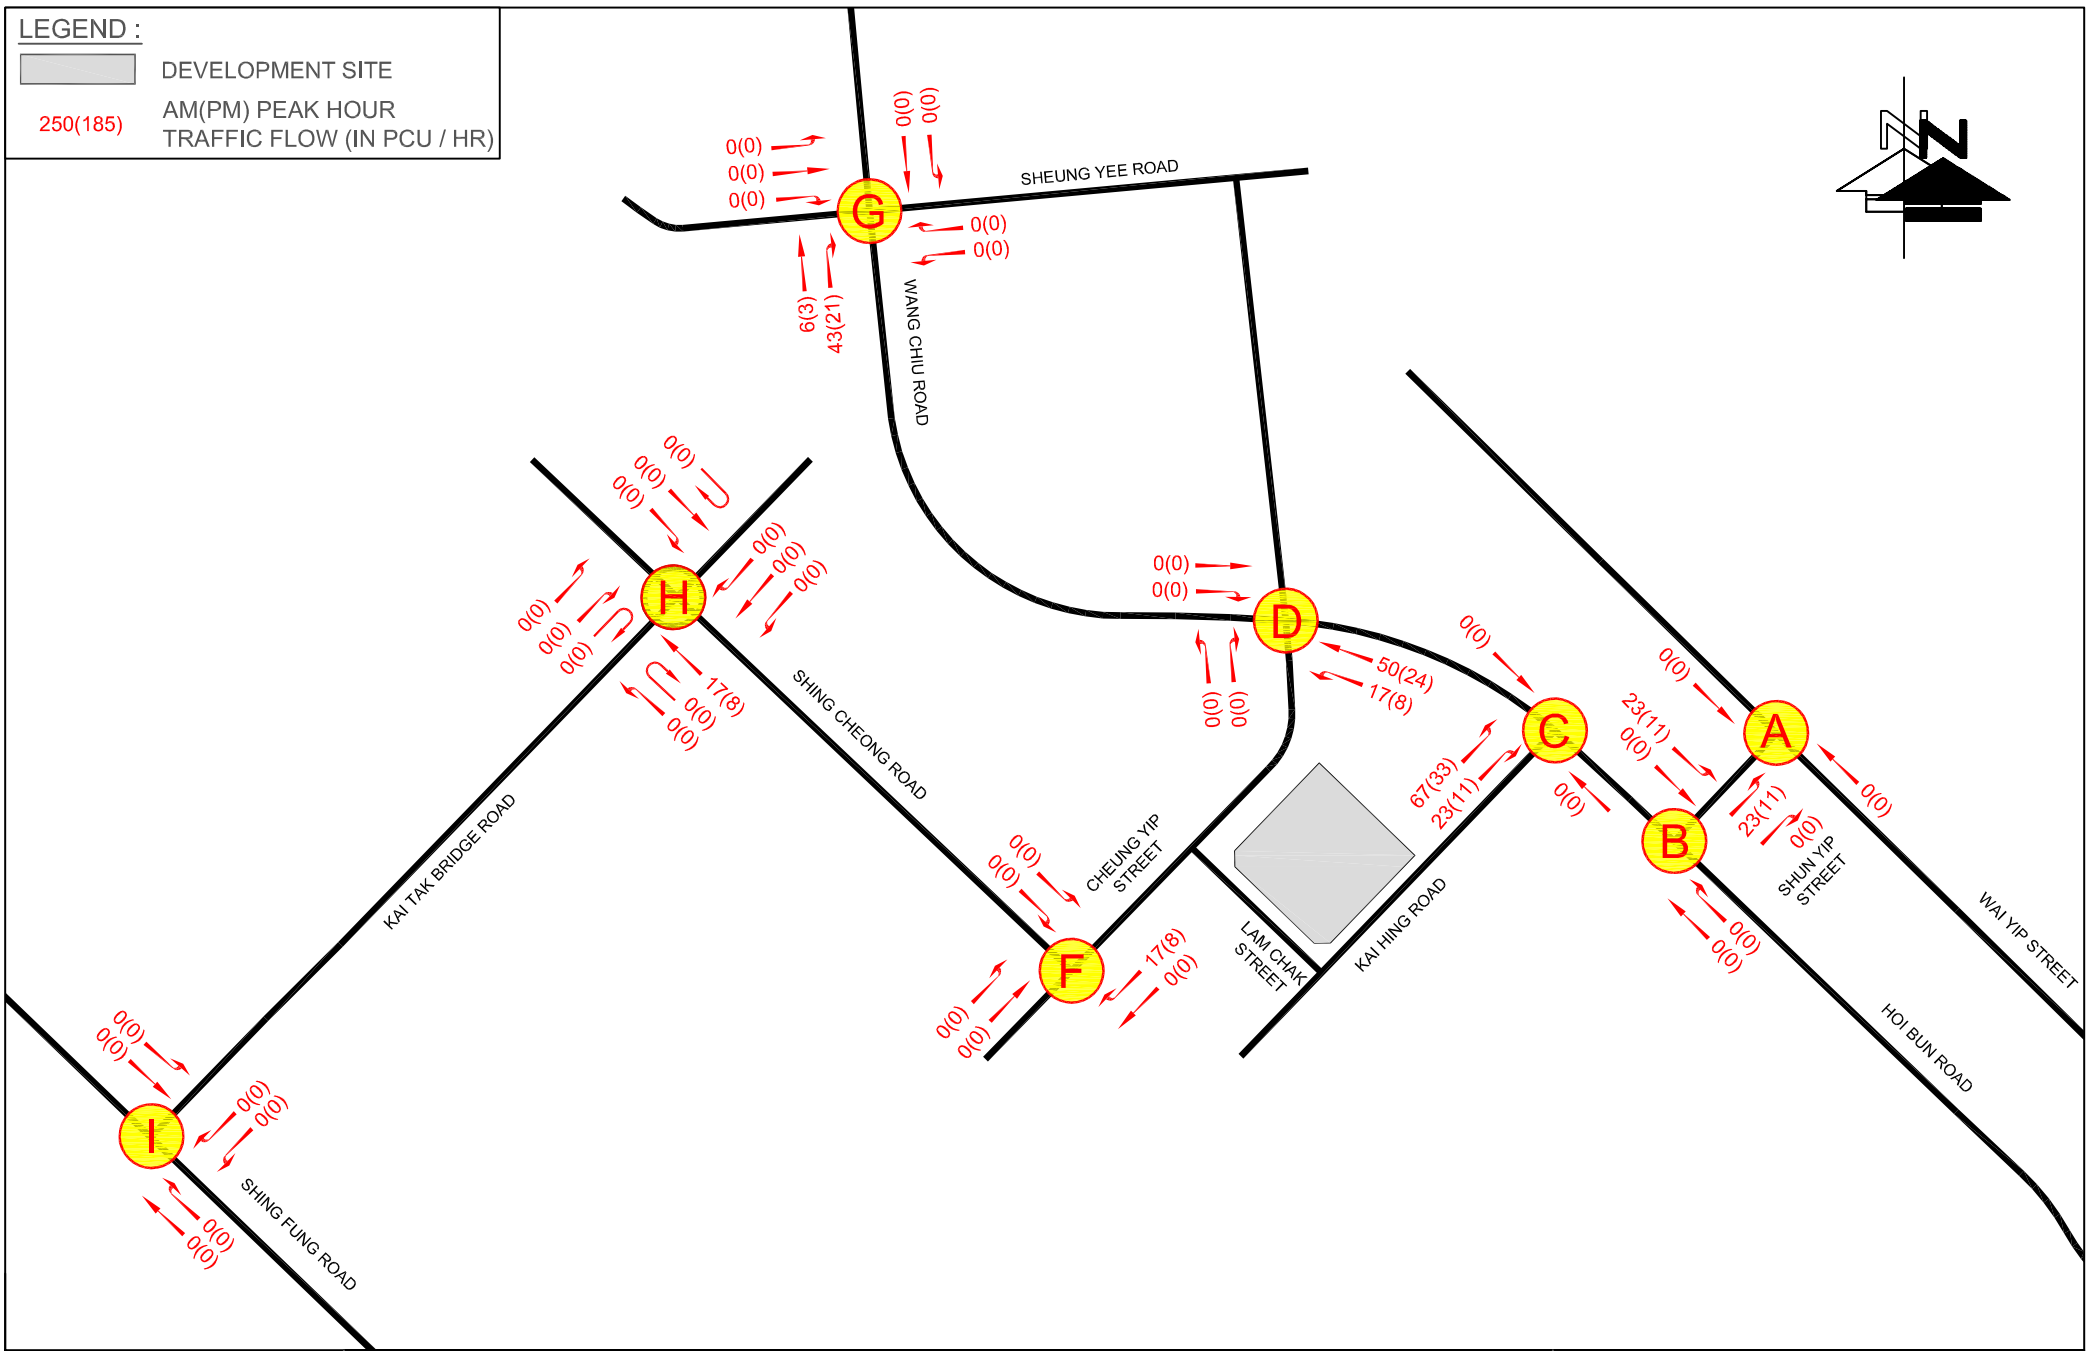 LEGEND :
DEVELOPMENT SITE
250(185)
AM(PM) PEAK HOUR
TRAFFIC FLOW (IN PCU / HR)
N
N
0(0)
0(0)
0(0)
0(0)
0(0)
G
SHEUNG YEE ROAD
0(0)
0(0)
6(3)
43(21)
WANG CHIU ROAD
0(0)
0(0)
0(0)
0(0)
0(0)
0(0)
H
0(0)
0(0)
0(0)
17(8)
0(0)
0(0)
SHING CHEONG ROAD
KAI TAK BRIDGE ROAD
0(0)
0(0)
D
50(24)
17(8)
0(0)
0(0)
0(0)
C
67(33)
23(11)
0(0)
0(0)
A
0(0)
23(11)
0(0)
B
23(11)
0(0)
SHUN YIP
STREET
0(0)
0(0)
WAI YIP STREET
HOI BUN ROAD
CHEUNG YIP
STREET
LAM CHAK
STREET
KAI HING ROAD
0(0)
0(0)
F
17(8)
0(0)
0(0)
0(0)
0(0)
0(0)
I
0(0)
0(0)
0(0)
0(0)
SHING FUNG ROAD